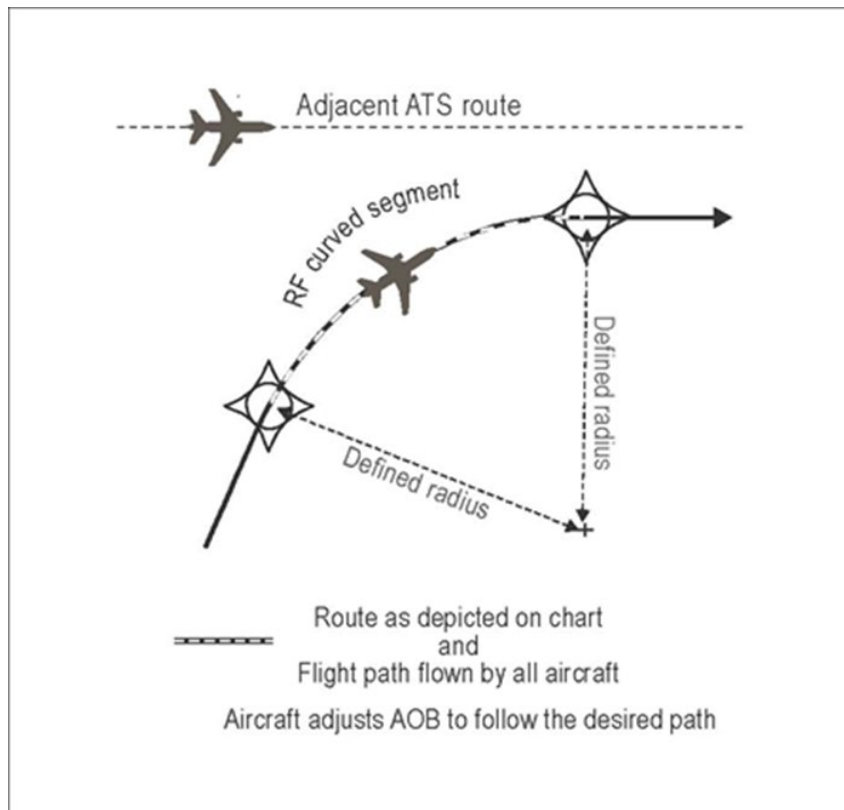 Adjacent ATS route
RF curved segment
Defined radius
Defined radius
Route as depicted on chart
and
Flight path flown by all aircraft
Aircraft adjusts AOB to follow the desired path